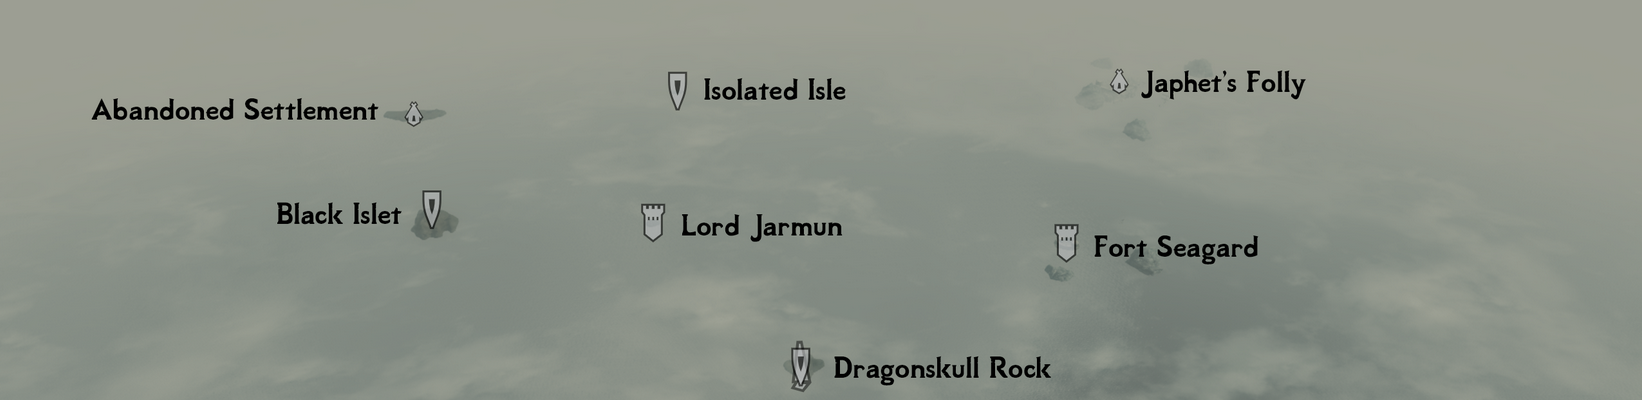 Japhet's Folly
Isolated Isle
Abandoned Settlement
Black Islet
Lord Jarmun
Fort Seagard
Dragonskull Rock